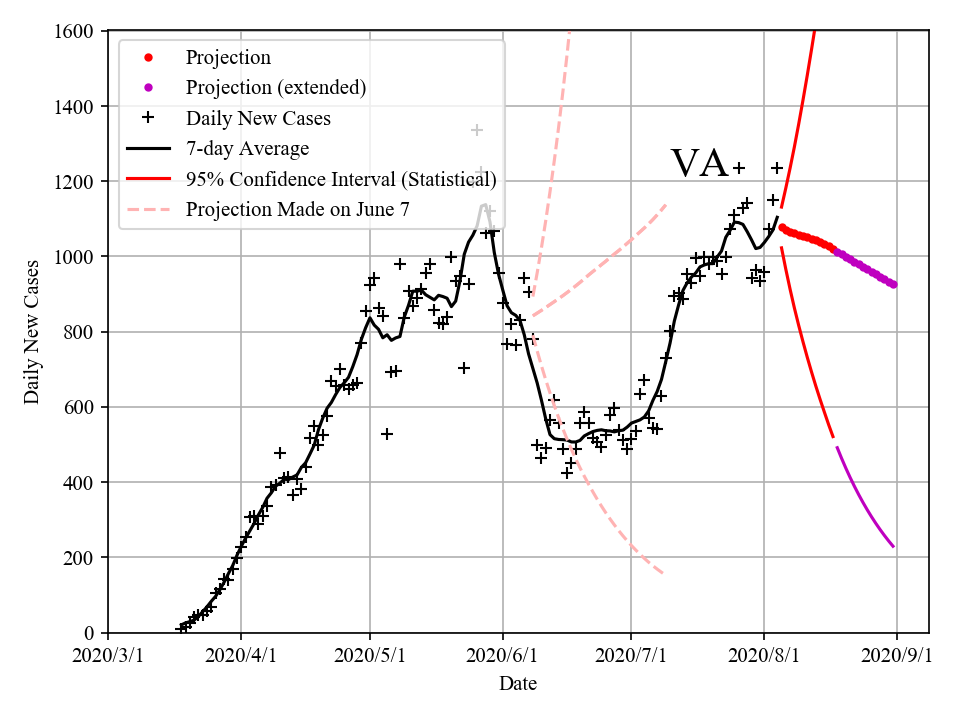 1600
1400
1200
1000
800
600
400
200
0
Daily New Cases
Projection
Projection (extended)
Daily New Cases
7-day Average
95% Confidence Interval (Statistical)
Projection Made on June 7
VA
2020/3/1 2020/4/1 2020/5/1 2020/6/1 2020/7/1 2020/8/1 2020/9/1
Date